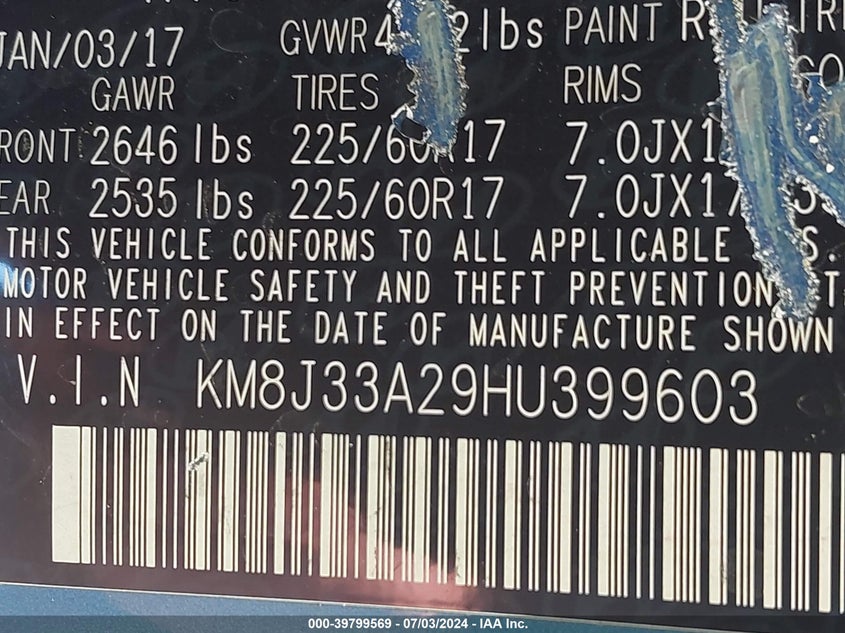 JAN/03/17 GVWR lbs PAINT
GAWR TIRES RIMS
RONT 2646 lbs 225/60R17 7.0JX1
EAR 2535 lbs 225/60R17 7.0JX17
THIS VEHICLE CONFORMS TO ALL APPLICABLE
MOTOR VEHICLE SAFETY AND THEFT PREVENTION
IN EFFECT ON THE DATE OF MANUFACTURE SHOWN
V.I.N KM8J33A29HU399603
000-39799569 - 07/03/2024 - IAA Inc.